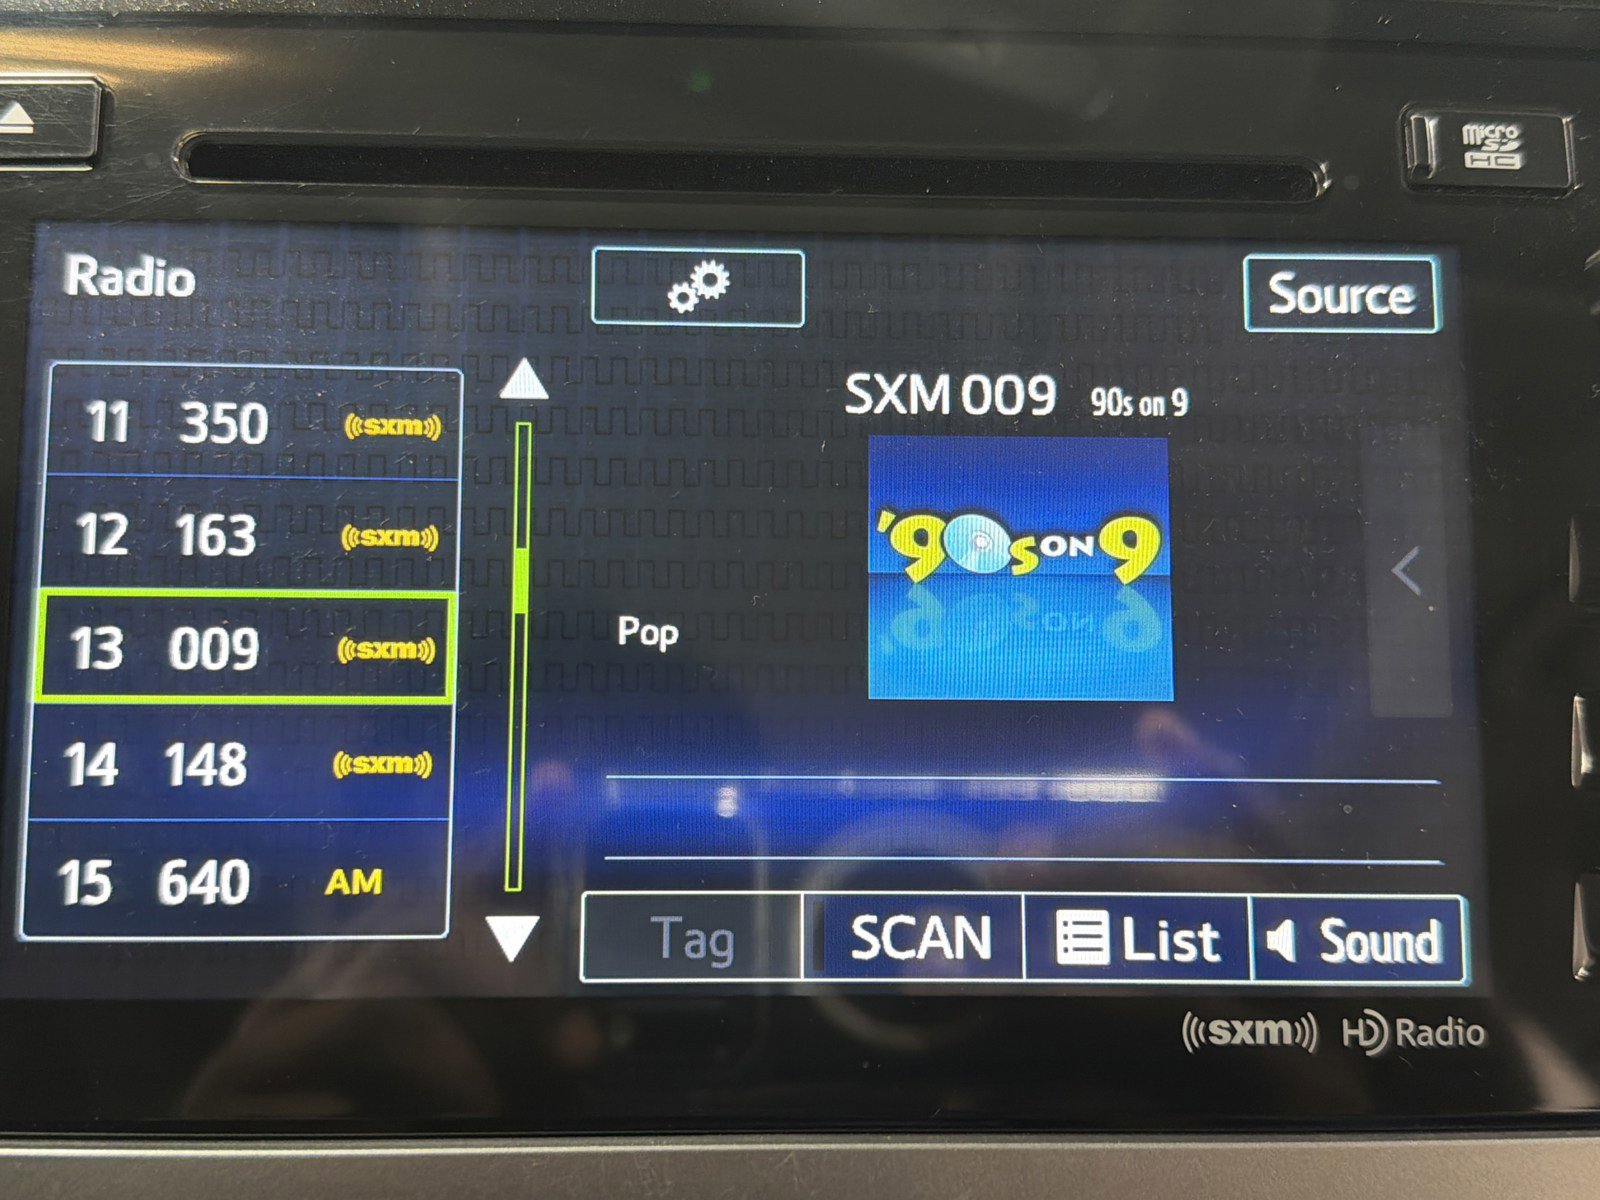 micro
SD
HC
Radio
Source
SXM 009 90s on 9
11 350 sxm
12 163 sxm
13 009 sxm
14 148 sxm
15 640 AM
'90s ON 9
Pop
Tag
SCAN
List
Sound
sxm HD Radio